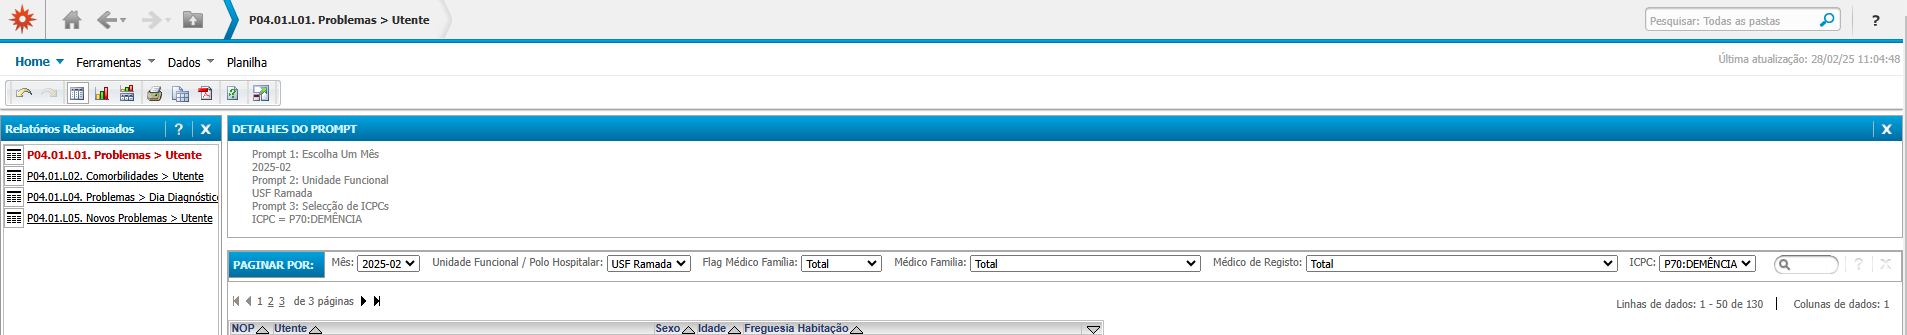 P04.01.L01. Problemas > Utente
Pesquisar: Todas as pastas
?
Home Ferramentas Dados Planilha
Última atualização: 28/02/25 11:04:48
Relatórios Relacionados ? X
P04.01.L01. Problemas > Utente
P04.01.L02. Comorbilidades > Utente
P04.01.L04. Problemas > Dia Diagnóstico
P04.01.L05. Novos Problemas > Utente
DETALHES DO PROMPT X
Prompt 1: Escolha Um Mês
2025-02
Prompt 2: Unidade Funcional
USF Ramada
Prompt 3: Selecção de ICPCs
ICPC = P70:DEMÊNCIA
PAGINAR POR: Mês: 2025-02 Unidade Funcional / Polo Hospitalar: USF Ramada Flag Médico Família: Total Médico Familia: Total Médico de Registo: Total ICPC: P70:DEMÊNCIA ? X
1 2 3 de 3 páginas
Linhas de dados: 1 - 50 de 130 | Colunas de dados: 1
NOP Utente Sexo Idade Freguesia Habitação